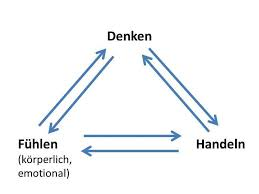 Denken
Fühlen
Handeln
(körperlich,
emotional)